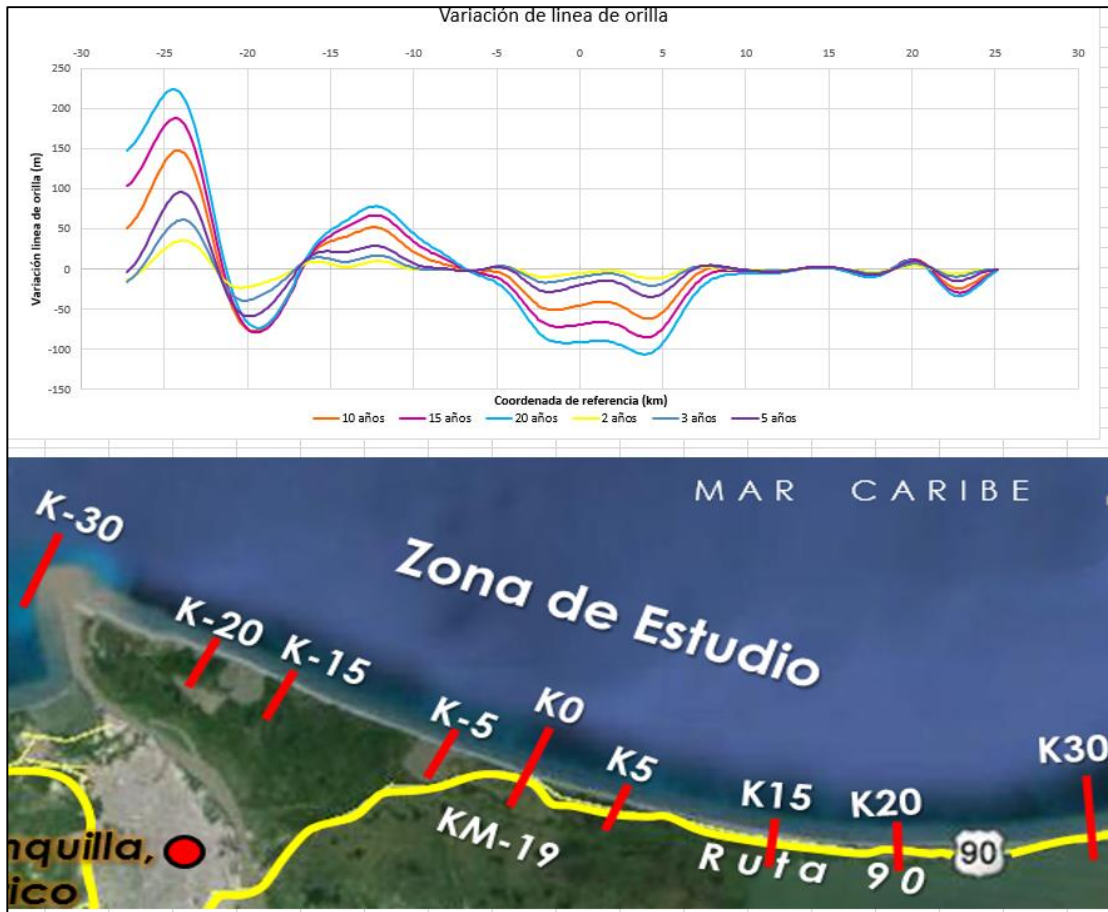 Variación de linea de orilla
-30 -25 -20 -15 -10 -5 0 5 10 15 20 25 30
250
200
150
100
50
0
-50
-100
-150
Variación linea de orilla (m)
Coordenada de referencia (km)
10 años 15 años 20 años 2 años 3 años 5 años
MAR CARIBE
Zona de Estudio
K-30
K-20
K-15
K-5
K0
K5
K15
K20
K30
KM-19
Ruta 90
90
nquilla,
ico